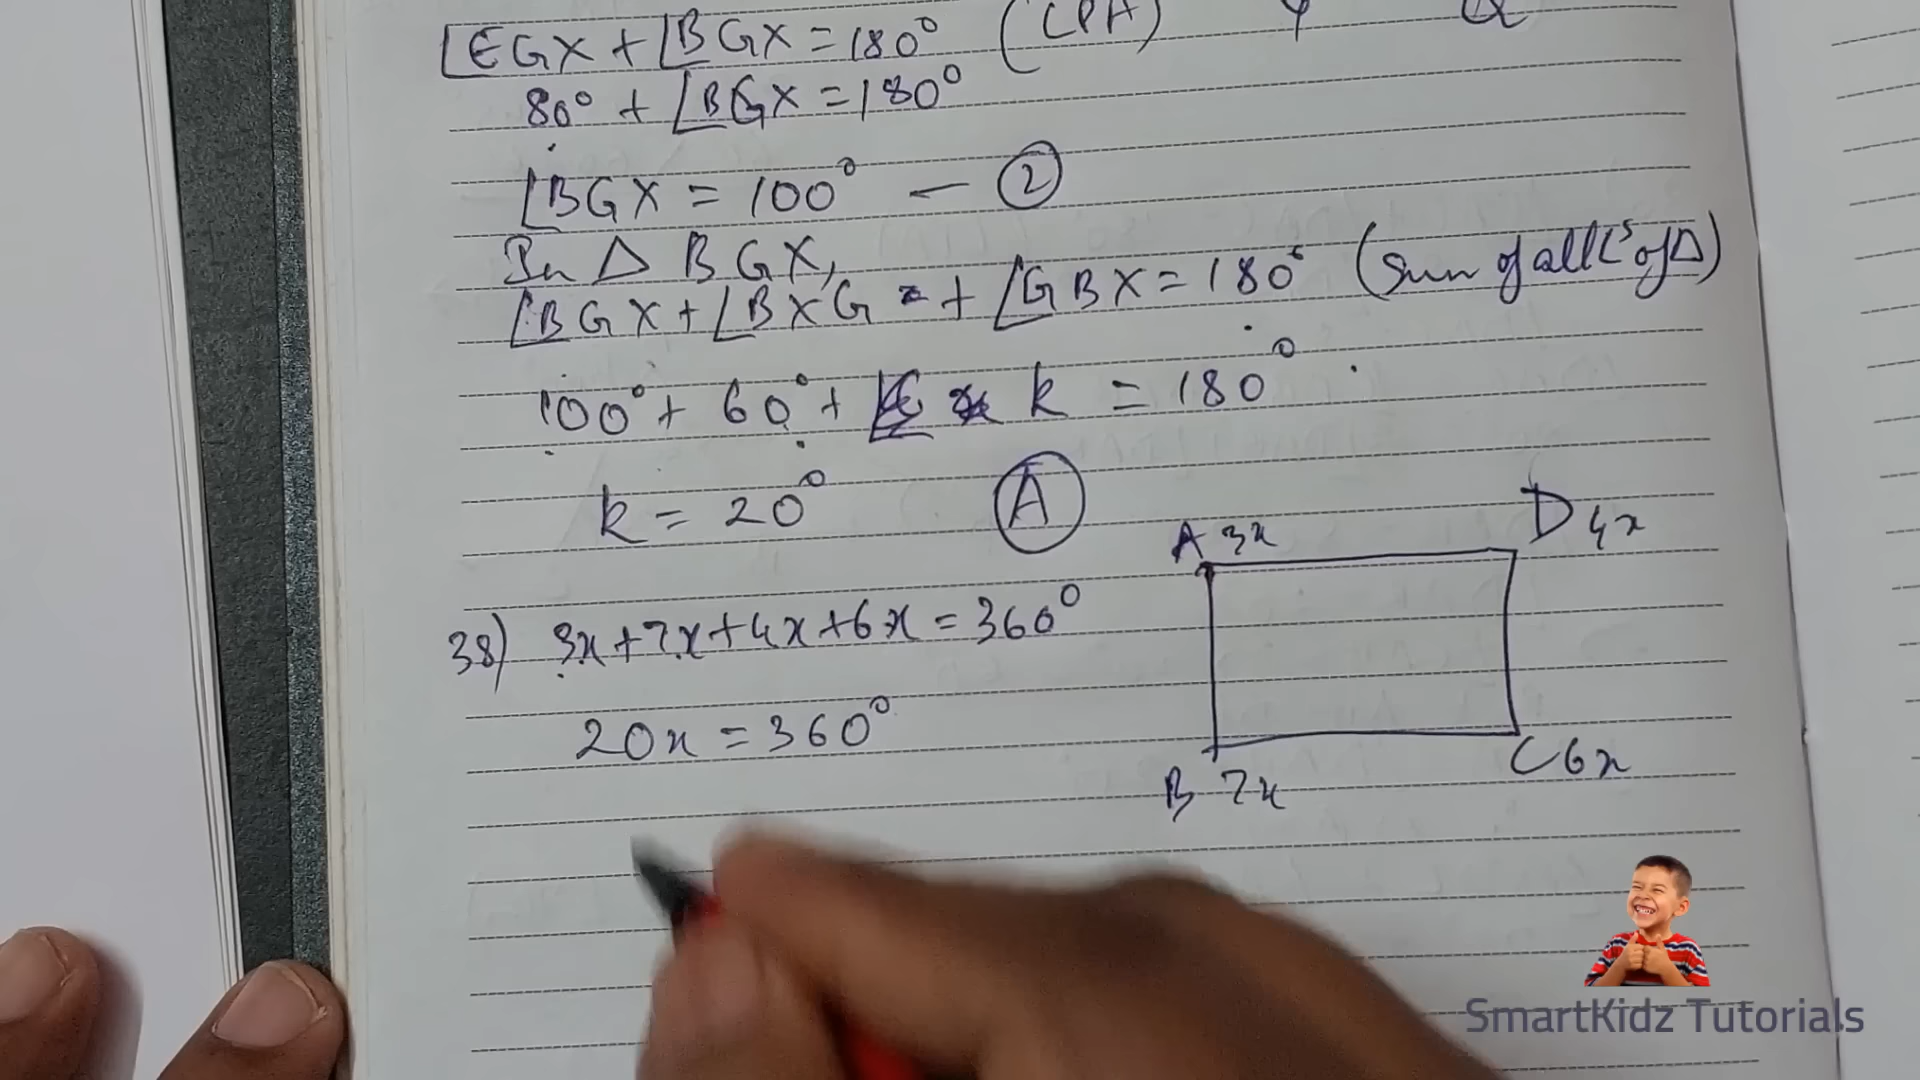 ∠EGX + ∠BGX = 180° (LPA)
80° + ∠BGX = 180°
∠BGX = 100° — ②
In Δ BGX,
∠BGX + ∠BXG + ∠GBX = 180° (Sum of all ∠s of Δ)
100° + 60° + k = 180°
k = 20° Ⓐ
A 3x D 4x
38) 3x+7x+4x+6x = 360°
20x = 360°
B 7x C 6x
SmartKidz Tutorials